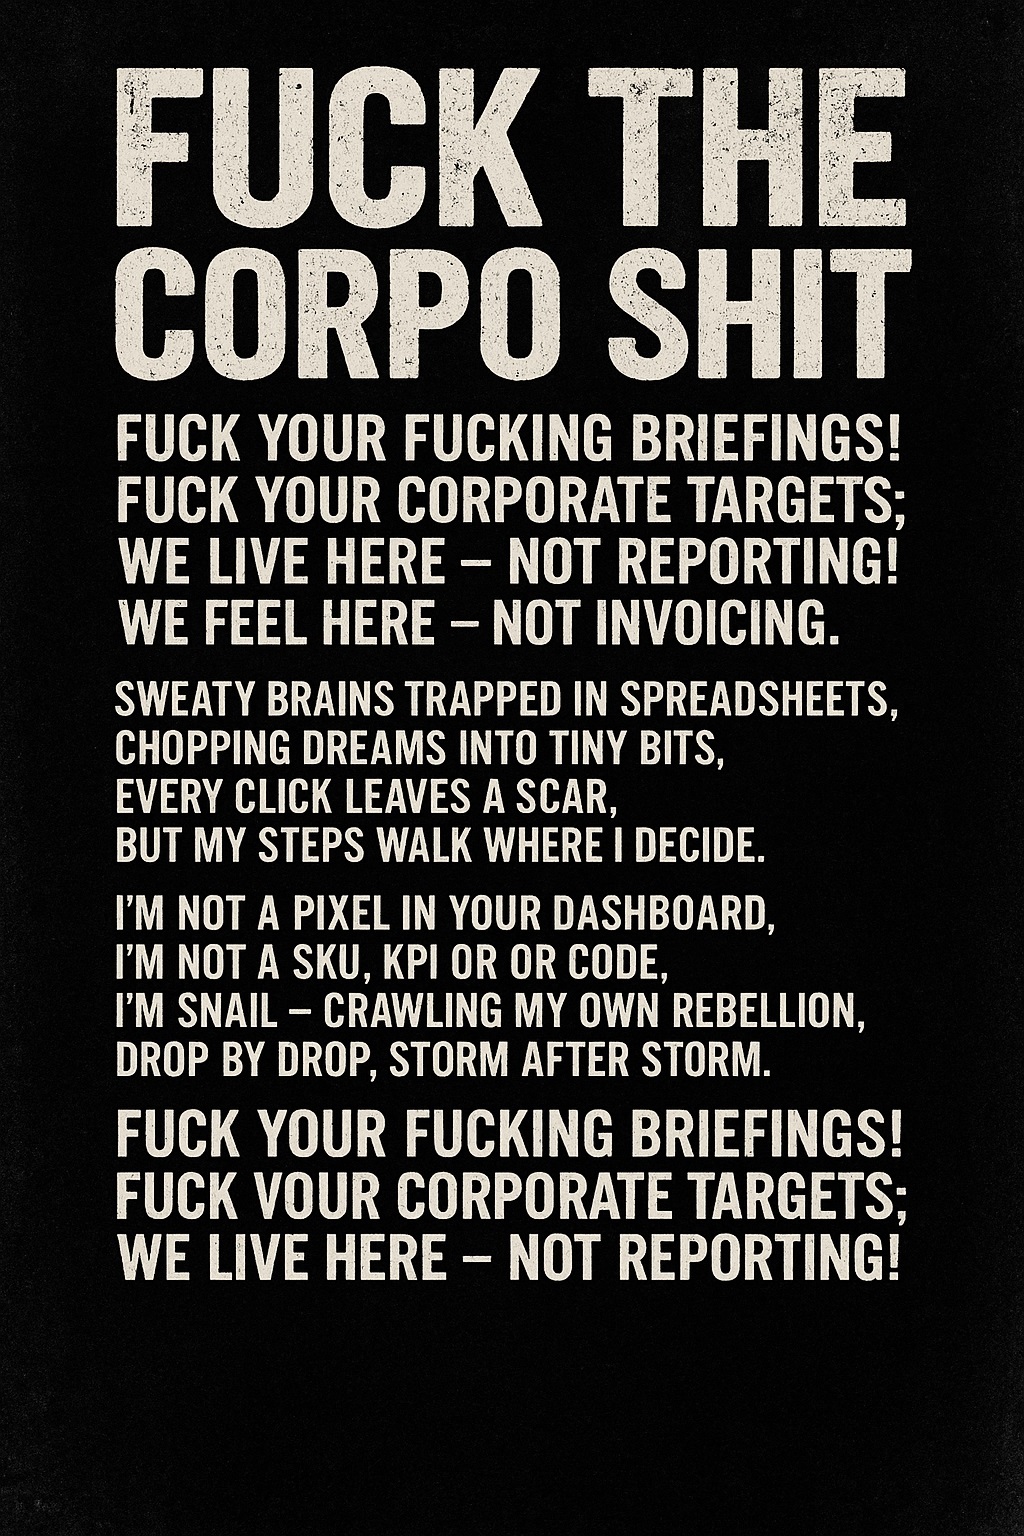 FUCK THE
CORPO SHIT
FUCK YOUR FUCKING BRIEFINGS!
FUCK YOUR CORPORATE TARGETS;
WE LIVE HERE – NOT REPORTING!
WE FEEL HERE – NOT INVOICING.
SWEATY BRAINS TRAPPED IN SPREADSHEETS,
CHOPPING DREAMS INTO TINY BITS,
EVERY CLICK LEAVES A SCAR,
BUT MY STEPS WALK WHERE I DECIDE.
I'M NOT A PIXEL IN YOUR DASHBOARD,
I'M NOT A SKU, KPI OR OR CODE,
I'M SNAIL – CRAWLING MY OWN REBELLION,
DROP BY DROP, STORM AFTER STORM.
FUCK YOUR FUCKING BRIEFINGS!
FUCK VOUR CORPORATE TARGETS;
WE LIVE HERE – NOT REPORTING!